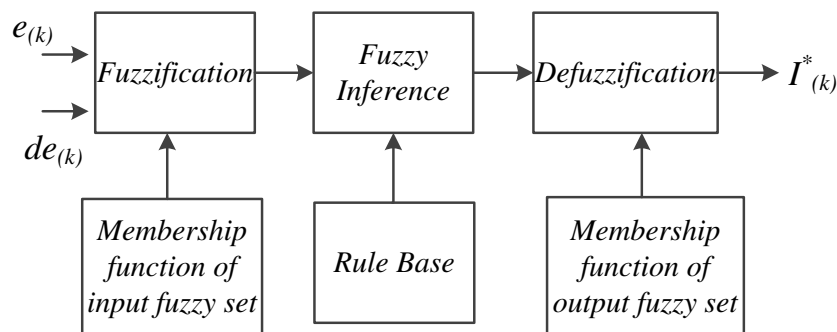 e(k)
Fuzzification
Fuzzy
Inference
Defuzzification
I*(k)
de(k)
Membership
function of
input fuzzy set
Rule Base
Membership
function of
output fuzzy set